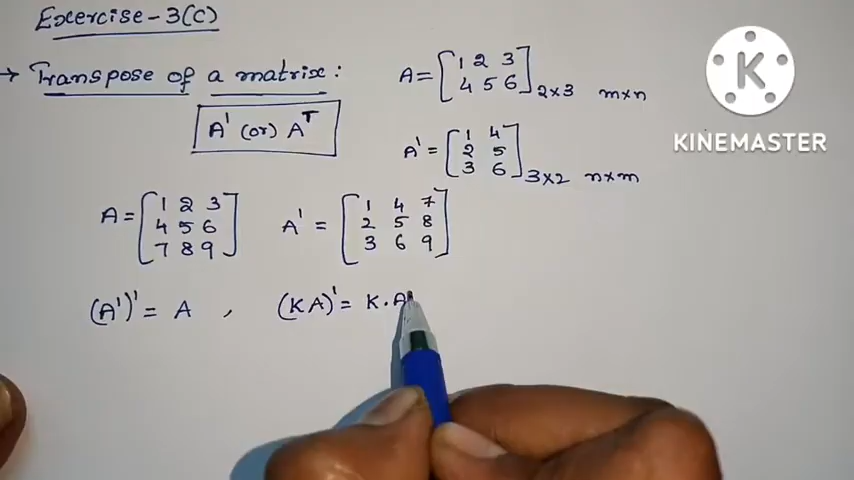 Exercise-3(C)
→ Transpose of a matrix:
A' (or) A^T
A = [1 2 3
4 5 6] 2×3 m×n
A' = [1 4
2 5
3 6] 3×2 n×m
A = [1 2 3
4 5 6
7 8 9]
A' = [1 4 7
2 5 8
3 6 9]
(A')' = A , (KA)' = K.A'
K
KINEMASTER